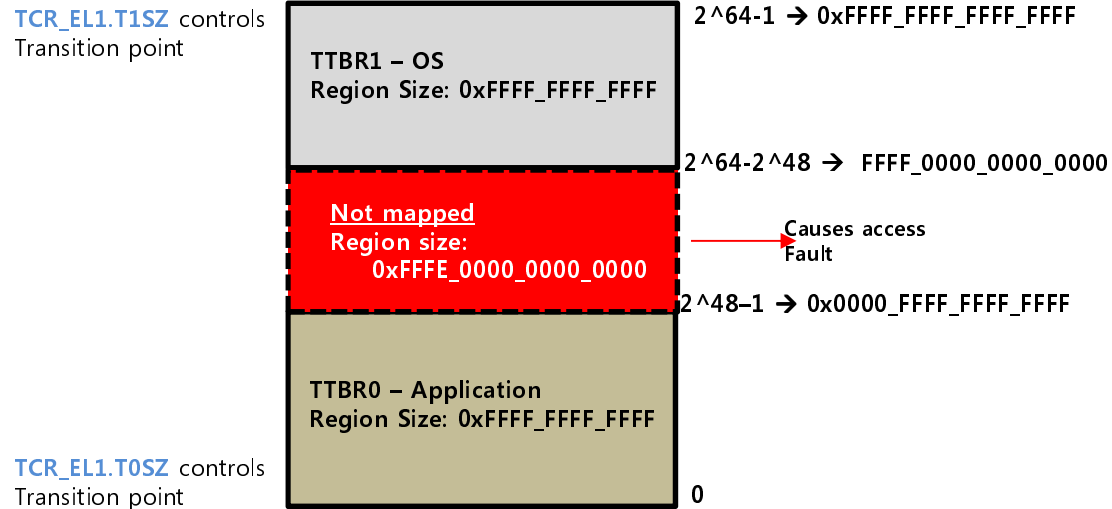 TCR_EL1.T1SZ controls
Transition point
2^64-1 → 0xFFFF_FFFF_FFFF_FFFF
TTBR1 – OS
Region Size: 0xFFFF_FFFF_FFFF
2^64-2^48 → FFFF_0000_0000_0000
Not mapped
Region size:
0xFFFE_0000_0000_0000
Causes access
Fault
2^48–1 → 0x0000_FFFF_FFFF_FFFF
TTBR0 – Application
Region Size: 0xFFFF_FFFF_FFFF
TCR_EL1.T0SZ controls
Transition point
0